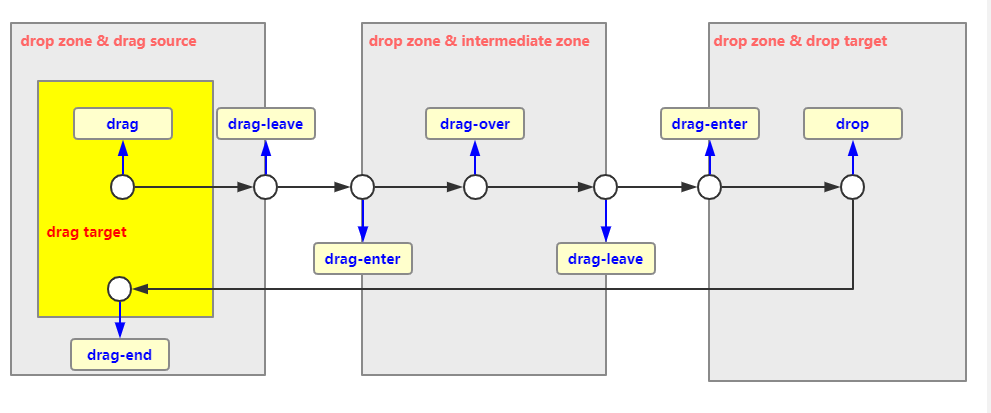 drop zone & drag source
drop zone & intermediate zone
drop zone & drop target
drag
drag-leave
drag-over
drag-enter
drop
drag target
drag-enter
drag-leave
drag-end